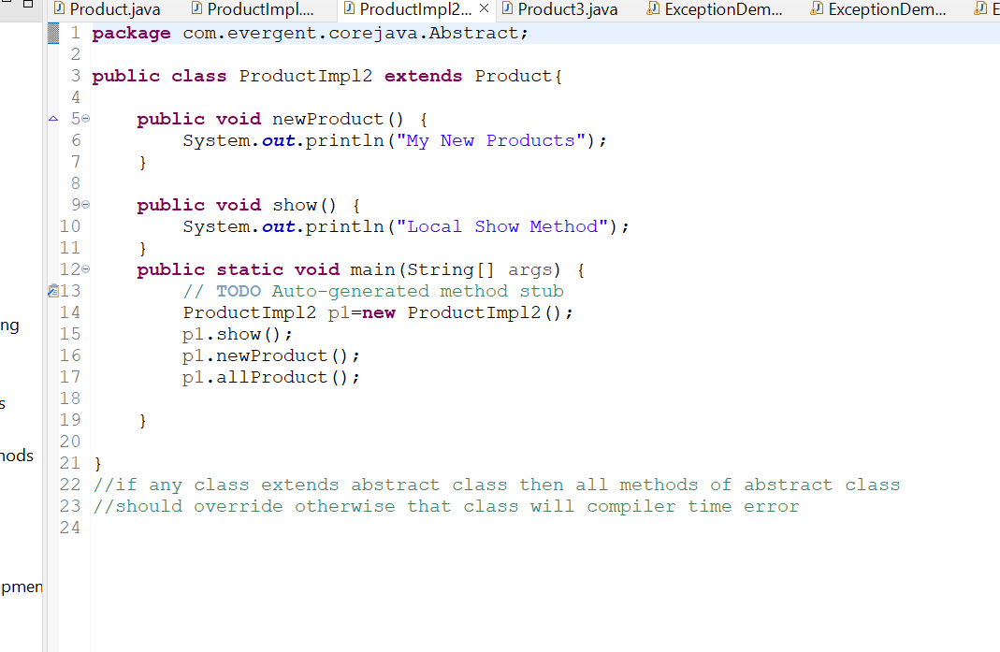 Product.java ProductImpl.... ProductImpl2... Product3.java ExceptionDem... ExceptionDem... E
1 package com.evergent.corejava.Abstract;
2
3 public class ProductImpl2 extends Product{
4
5 public void newProduct() {
6 System.out.println("My New Products");
7 }
8
9 public void show() {
10 System.out.println("Local Show Method");
11 }
12 public static void main(String[] args) {
13 // TODO Auto-generated method stub
14 ProductImpl2 p1=new ProductImpl2();
ng
15 p1.show();
16 p1.newProduct();
17 p1.allProduct();
18
s
19 }
20
nods
21 }
22 //if any class extends abstract class then all methods of abstract class
23 //should override otherwise that class will compiler time error
24
pmen